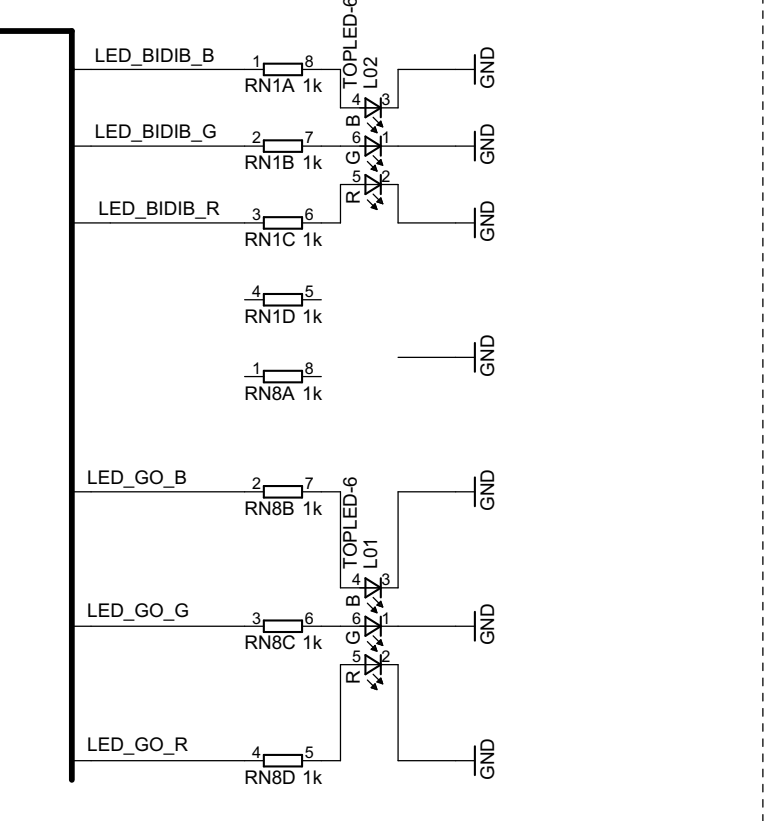 TOPLED-6
L02
LED_BIDIB_B
1 8
RN1A 1k
4 3
B
GND
LED_BIDIB_G
2 7
RN1B 1k
6 1
G
GND
5 2
R
LED_BIDIB_R
3 6
RN1C 1k
GND
4 5
RN1D 1k
GND
1 8
RN8A 1k
LED_GO_B
2 7
RN8B 1k
GND
TOPLED-6
L01
4 3
B
LED_GO_G
3 6
RN8C 1k
6 1
G
GND
5 2
R
LED_GO_R
4 5
RN8D 1k
GND